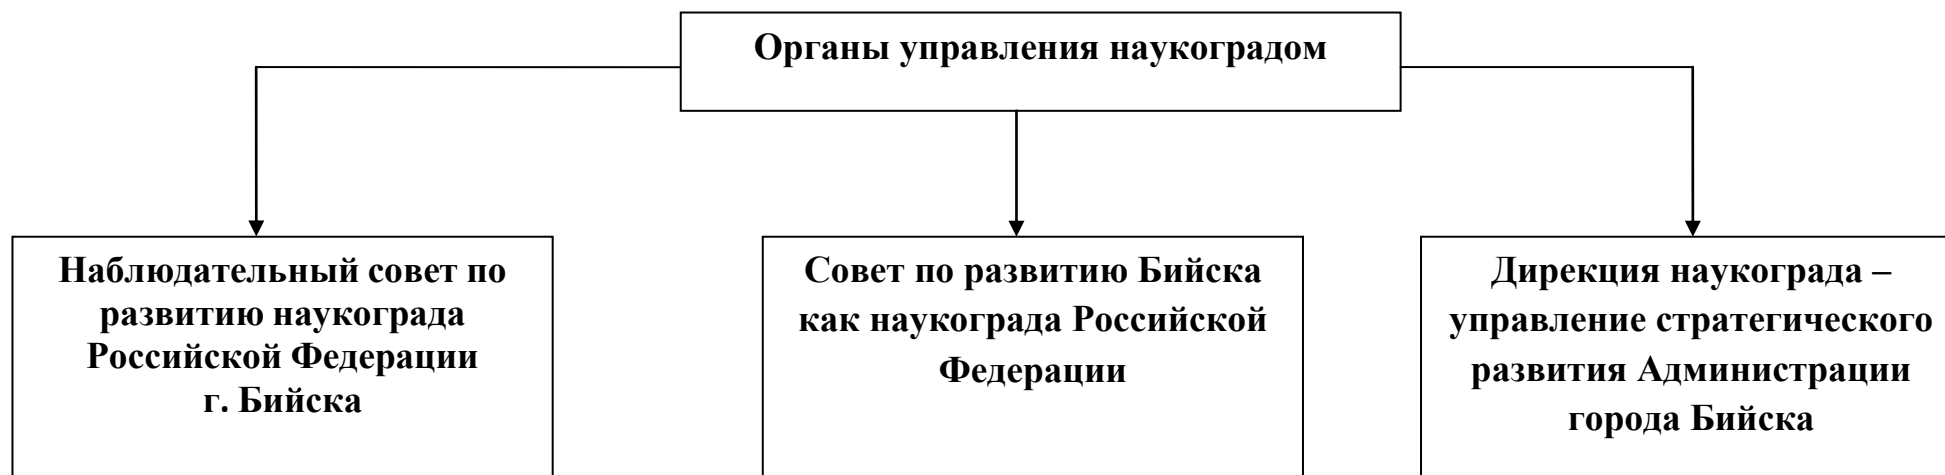 Органы управления наукоградом
Наблюдательный совет по
развитию наукограда
Российской Федерации
г. Бийска
Совет по развитию Бийска
как наукограда Российской
Федерации
Дирекция наукограда –
управление стратегического
развития Администрации
города Бийска